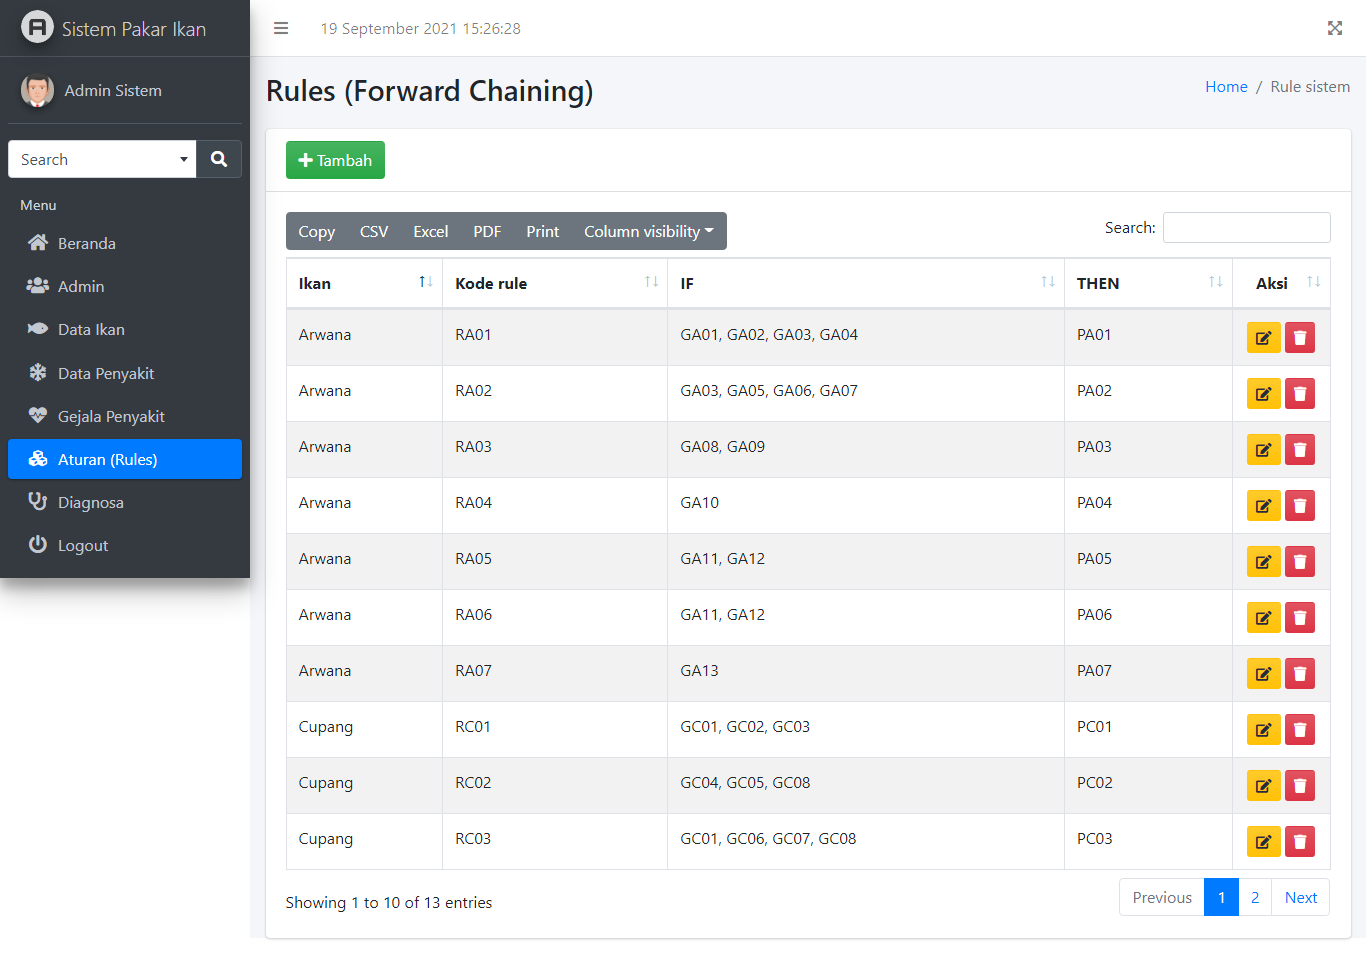 Sistem Pakar Ikan
19 September 2021 15:26:28
Admin Sistem
Search
Menu
Beranda
Admin
Data Ikan
Data Penyakit
Gejala Penyakit
Aturan (Rules)
Diagnosa
Logout
Rules (Forward Chaining)
Home / Rule sistem
Tambah
Copy CSV Excel PDF Print Column visibility
Search:
Ikan Kode rule IF THEN Aksi
Arwana RA01 GA01, GA02, GA03, GA04 PA01
Arwana RA02 GA03, GA05, GA06, GA07 PA02
Arwana RA03 GA08, GA09 PA03
Arwana RA04 GA10 PA04
Arwana RA05 GA11, GA12 PA05
Arwana RA06 GA11, GA12 PA06
Arwana RA07 GA13 PA07
Cupang RC01 GC01, GC02, GC03 PC01
Cupang RC02 GC04, GC05, GC08 PC02
Cupang RC03 GC01, GC06, GC07, GC08 PC03
Showing 1 to 10 of 13 entries
Previous 1 2 Next